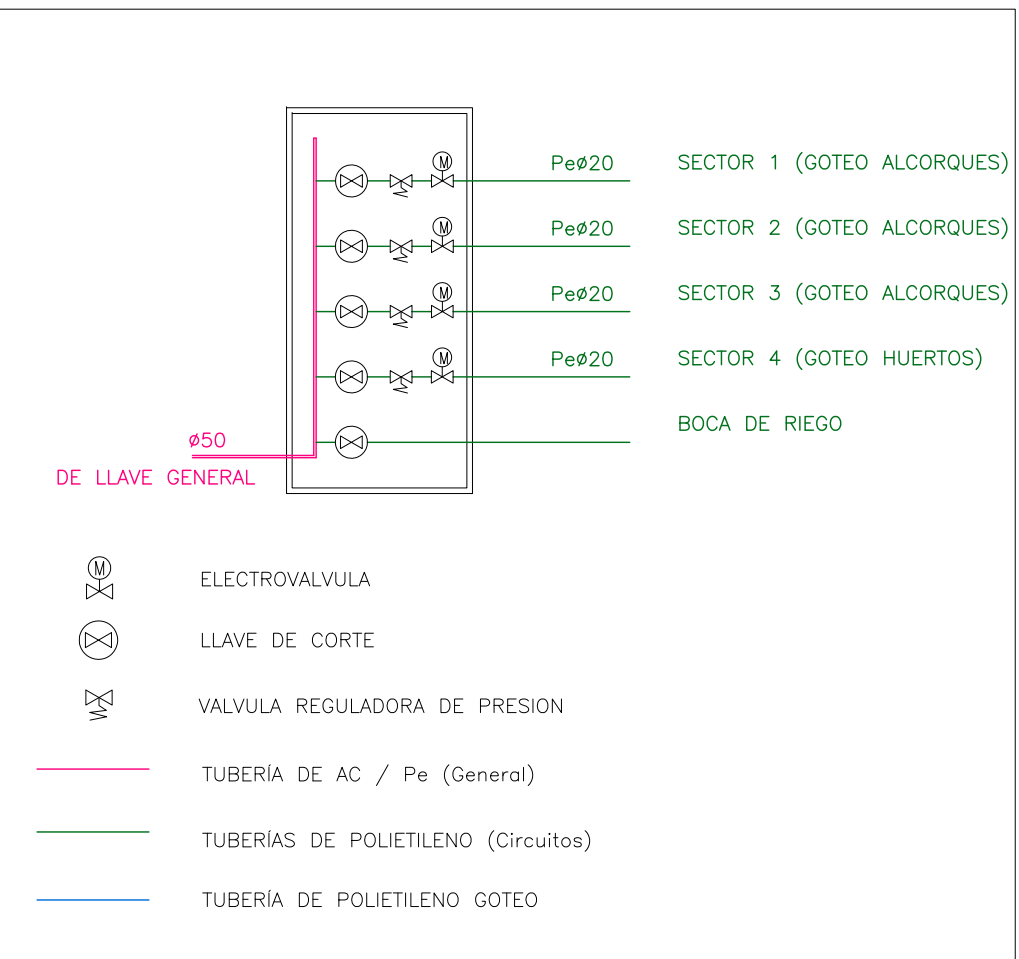 M
Peø20 SECTOR 1 (GOTEO ALCORQUES)
M
Peø20 SECTOR 2 (GOTEO ALCORQUES)
M
Peø20 SECTOR 3 (GOTEO ALCORQUES)
M
Peø20 SECTOR 4 (GOTEO HUERTOS)
BOCA DE RIEGO
ø50
DE LLAVE GENERAL
M
ELECTROVALVULA
LLAVE DE CORTE
VALVULA REGULADORA DE PRESION
TUBERÍA DE AC / Pe (General)
TUBERÍAS DE POLIETILENO (Circuitos)
TUBERÍA DE POLIETILENO GOTEO